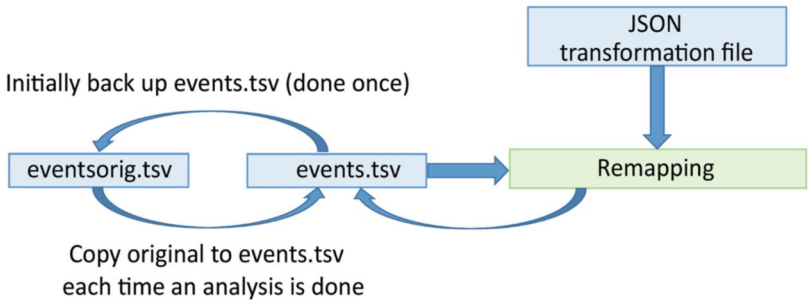 JSON
transformation file
Initially back up events.tsv (done once)
eventsorig.tsv
events.tsv
Remapping
Copy original to events.tsv
each time an analysis is done